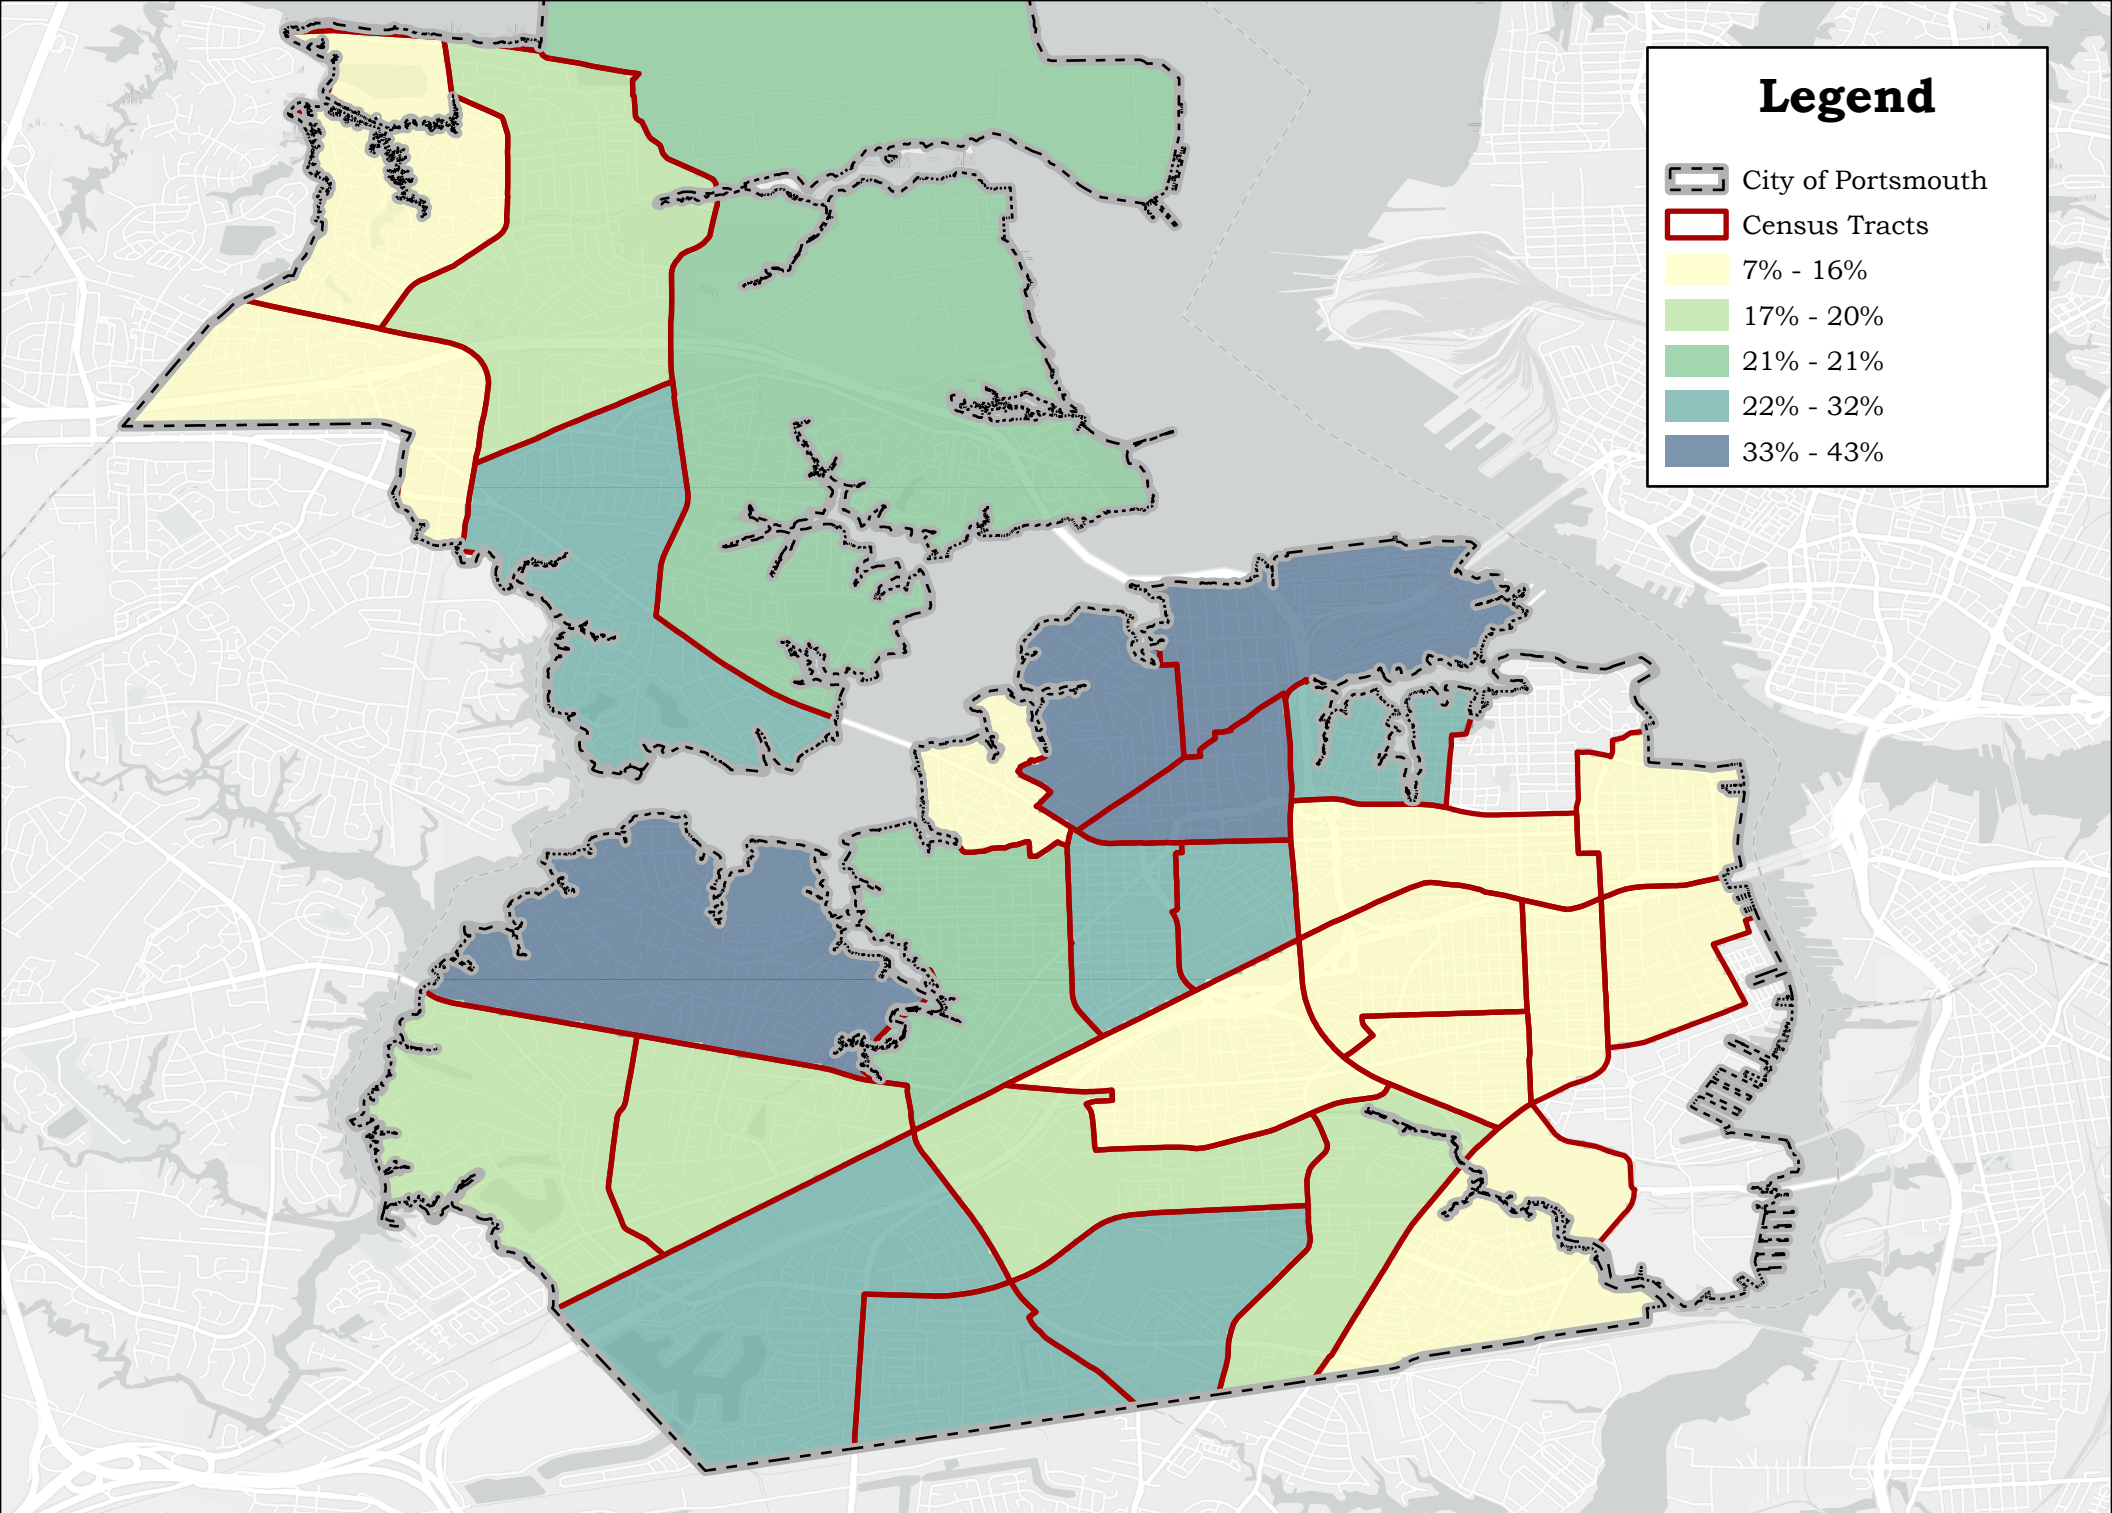 Legend
City of Portsmouth
Census Tracts
7% - 16%
17% - 20%
21% - 21%
22% - 32%
33% - 43%